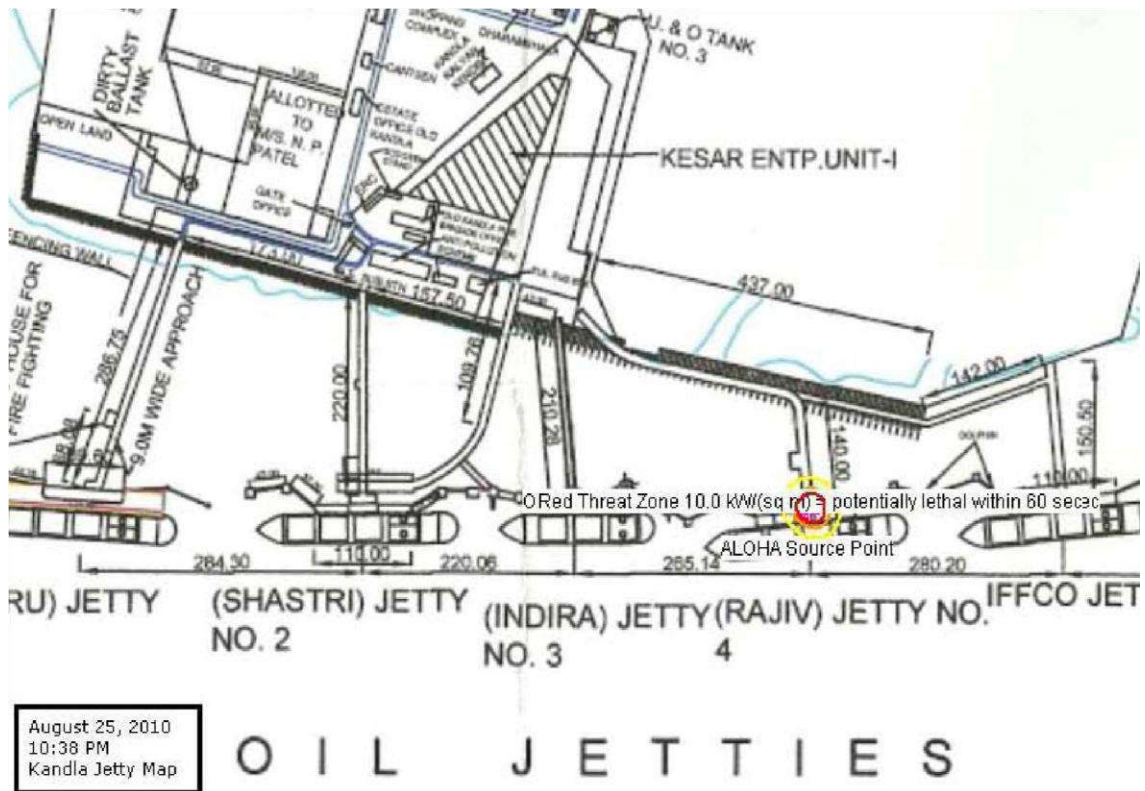 SHOPPING
COMPLEX
U. & O TANK
NO. 3
KANDLA
CANTEEN
DIRTY
BALLAST
TANK
ALLOTTED
TO
M/S. N. P.
PATEL
ESTATE
OFFICE OLD
KANDLA
OPEN LAND
GATE
OFFICE
KESAR ENTP.UNIT-I
FENCING WALL
157.50
437.00
HOUSE FOR
FIRE FIGHTING
286.75
9.0M WIDE APPROACH
220.00
109.76
210.28
140.00
142.00
150.50
DOLPHIN
110.00
Red Threat Zone 10.0 kW/(sq m) = potentially lethal within 60 sec
ALOHA Source Point
284.30
110.00
220.06
265.14
280.20
RU) JETTY
(SHASTRI) JETTY
NO. 2
(INDIRA) JETTY
NO. 3
(RAJIV) JETTY NO.
4
IFFCO JET
August 25, 2010
10:38 PM
Kandla Jetty Map
OIL JETTIES